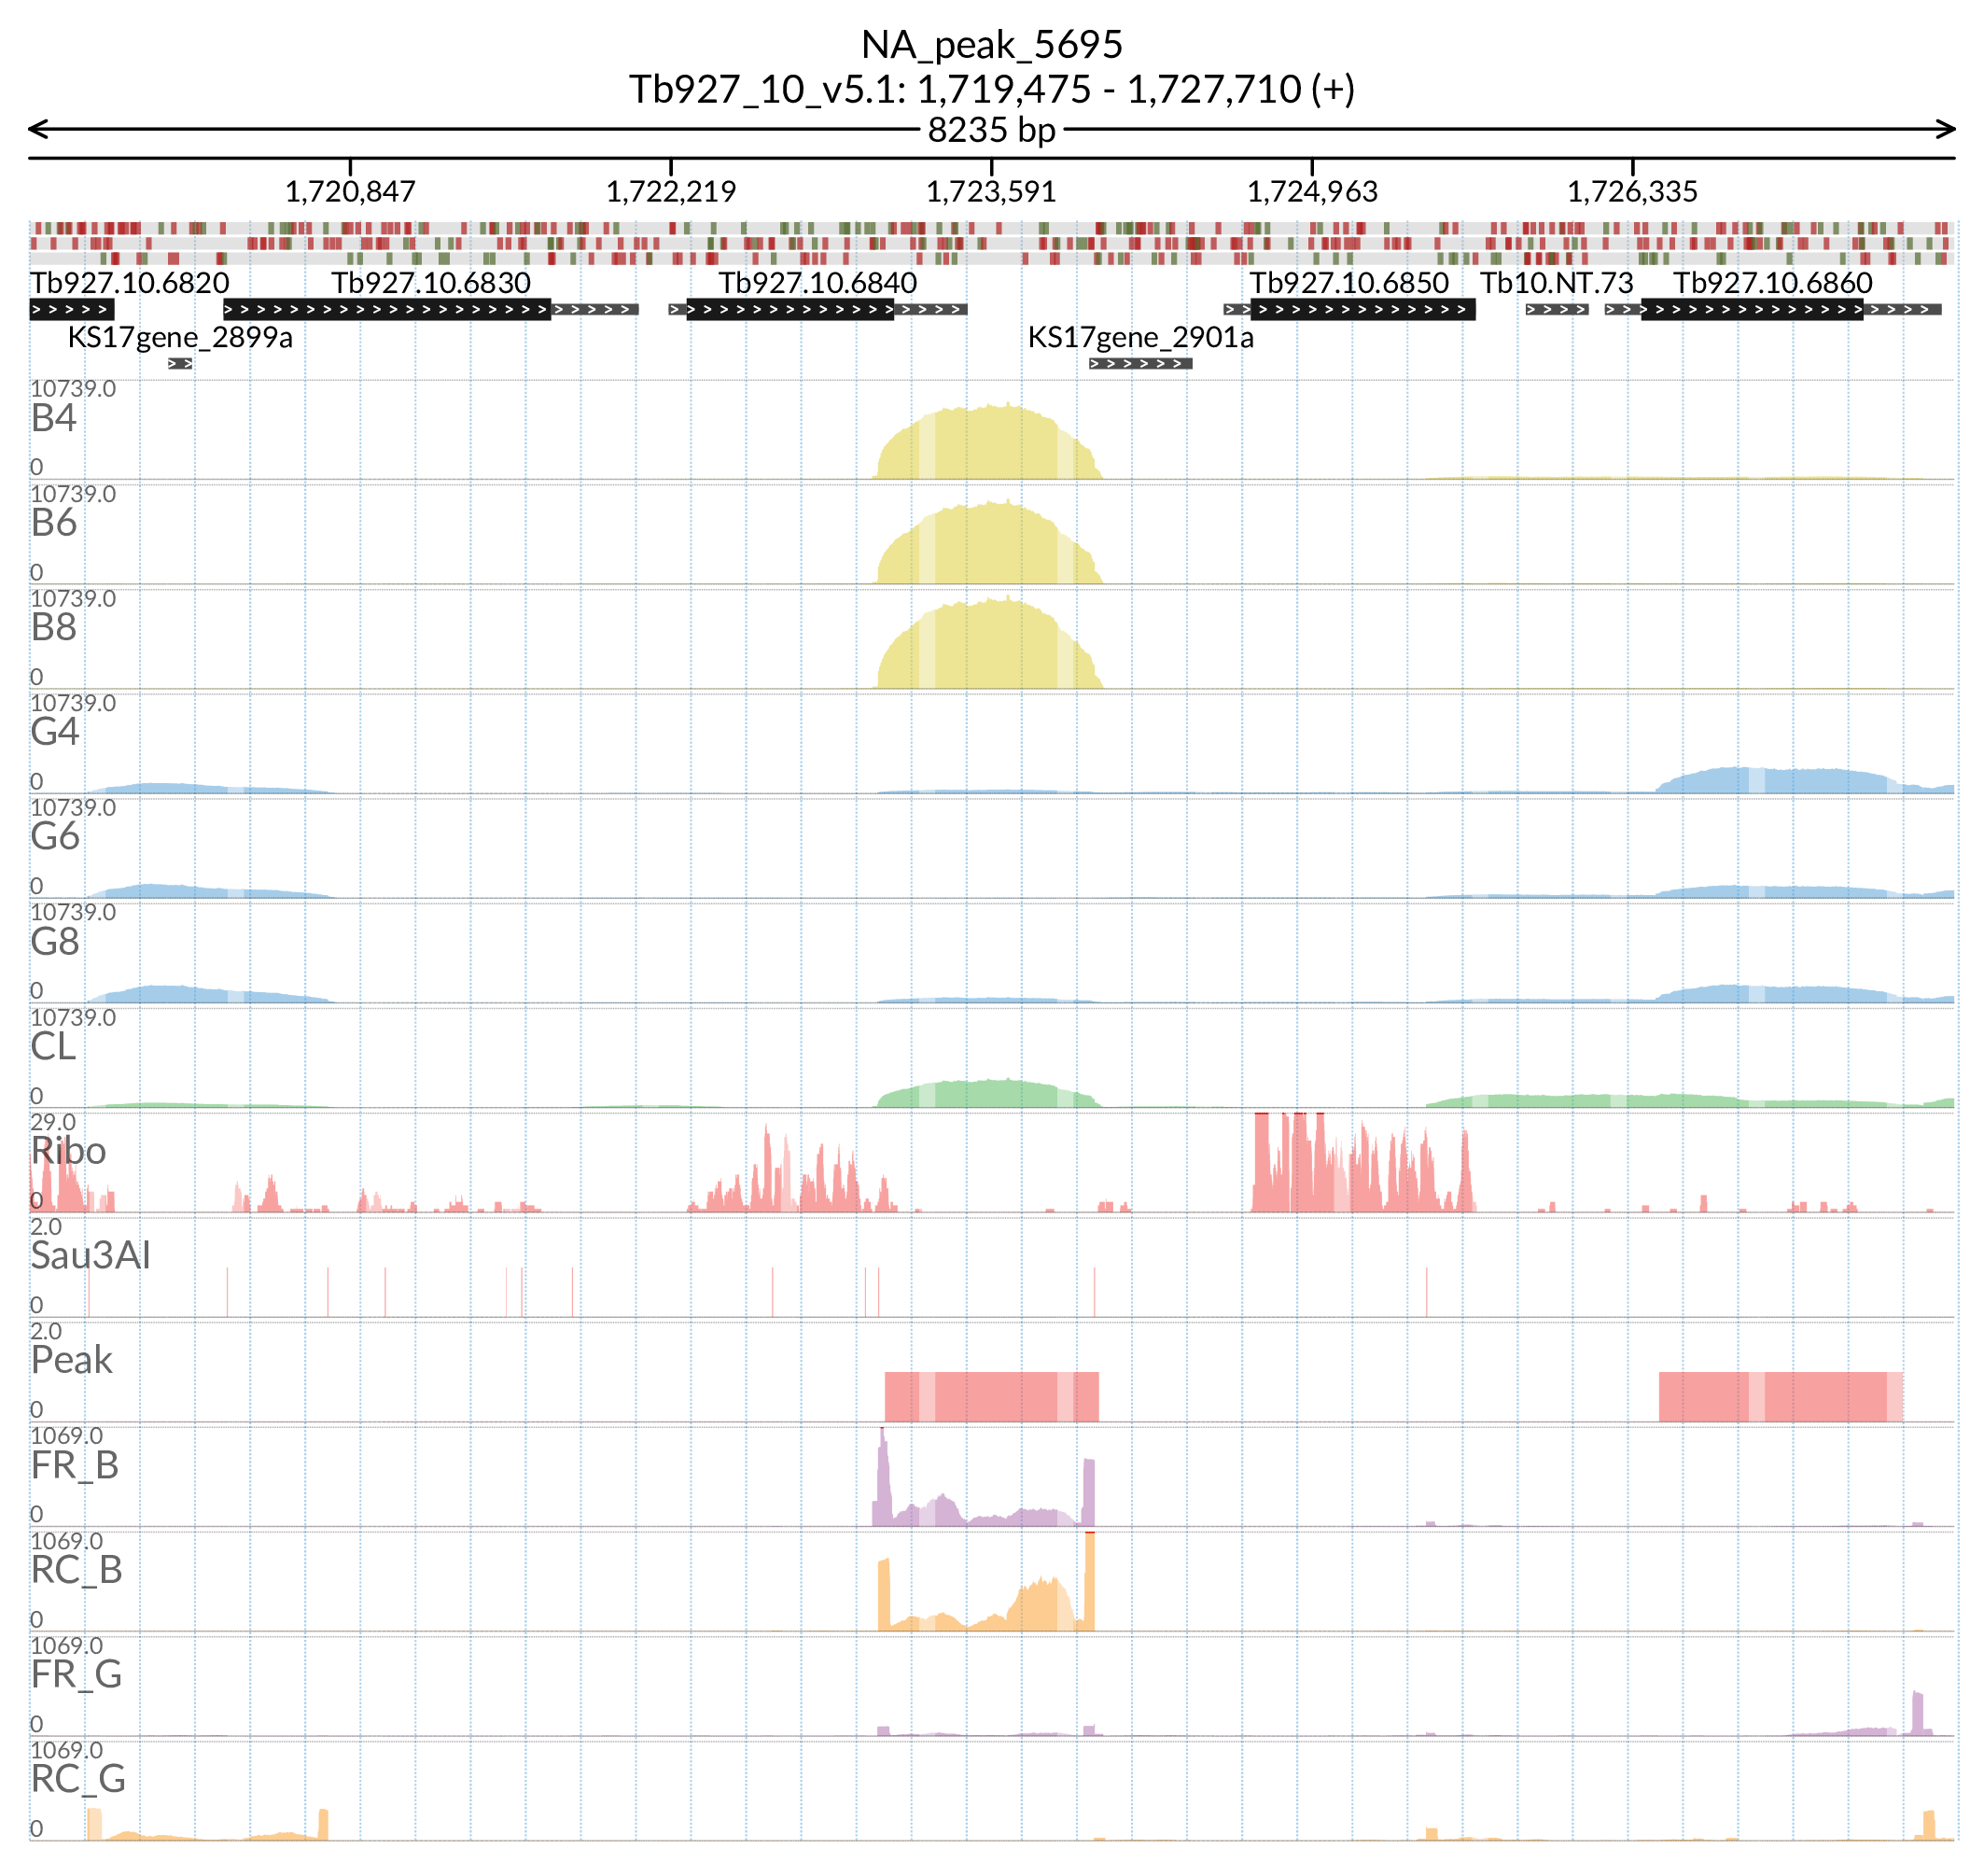 NA_peak_5695
Tb927_10_v5.1: 1,719,475 - 1,727,710 (+)
8235 bp
1,720,847 1,722,219 1,723,591 1,724,963 1,726,335
Tb927.10.6820 Tb927.10.6830 Tb927.10.6840 Tb927.10.6850 Tb10.NT.73 Tb927.10.6860
KS17gene_2899a KS17gene_2901a
10739.0
B4
0
10739.0
B6
0
10739.0
B8
0
10739.0
G4
0
10739.0
G6
0
10739.0
G8
0
10739.0
CL
0
29.0
Ribo
0
2.0
Sau3AI
0
2.0
Peak
0
1069.0
FR_B
0
1069.0
RC_B
0
1069.0
FR_G
0
1069.0
RC_G
0